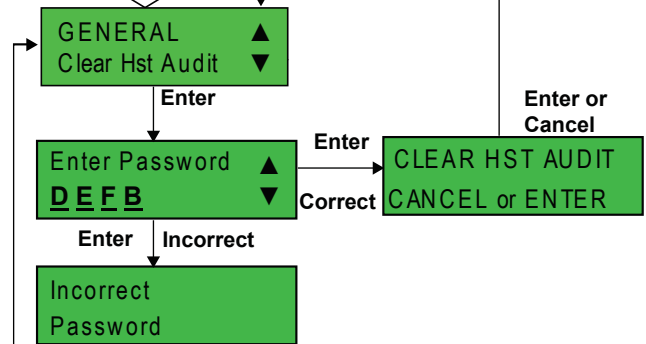 GENERAL ▲
Clear Hst Audit ▼
Enter
Enter or
Cancel
Enter Password ▲
D E F B ▼
Enter
Correct
CLEAR HST AUDIT
CANCEL or ENTER
Enter Incorrect
Incorrect
Password